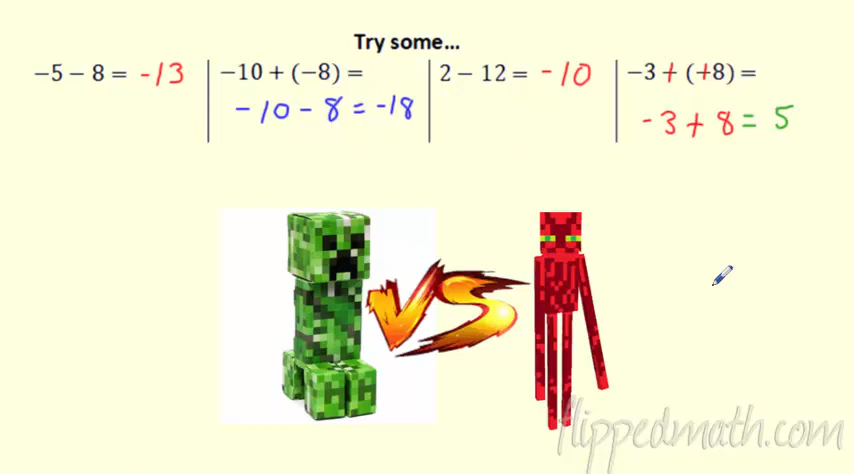 Try some...
−5 − 8 = -13
−10 + (−8) =
-10 - 8 = -18
2 − 12 = -10
−3 + (+8) =
-3 + 8 = 5
VS
flippedmath.com